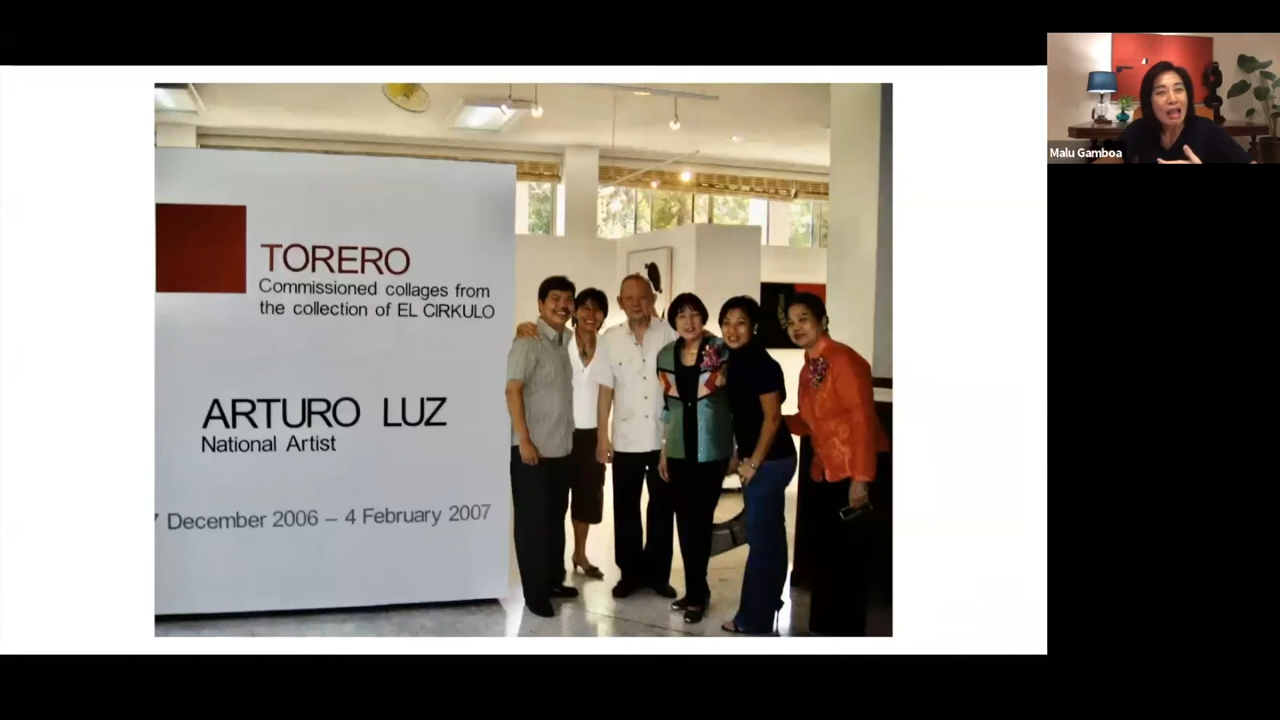 TORERO
Commissioned collages from
the collection of EL CIRKULO
ARTURO LUZ
National Artist
7 December 2006 – 4 February 2007
Malu Gamboa